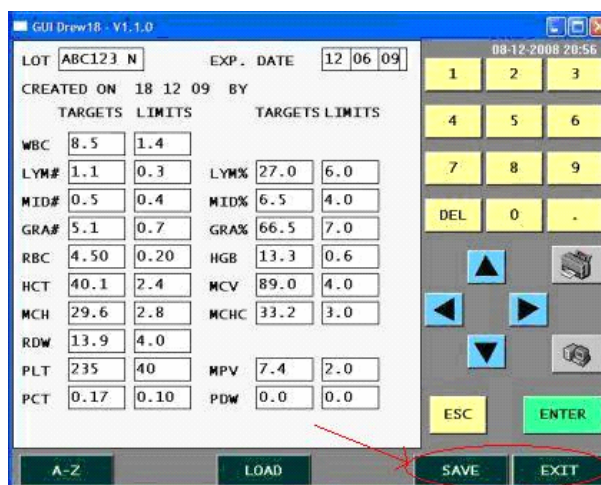 GUI Drew18 - V1.1.0
08-12-2008 20:56
LOT ABC123 N EXP. DATE 12 06 09
CREATED ON 18 12 09 BY
TARGETS LIMITS TARGETS LIMITS
WBC 8.5 1.4
LYM# 1.1 0.3 LYM% 27.0 6.0
MID# 0.5 0.4 MID% 6.5 4.0
GRA# 5.1 0.7 GRA% 66.5 7.0
RBC 4.50 0.20 HGB 13.3 0.6
HCT 40.1 2.4 MCV 89.0 4.0
MCH 29.6 2.8 MCHC 33.2 3.0
RDW 13.9 4.0
PLT 235 40 MPV 7.4 2.0
PCT 0.17 0.10 PDW 0.0 0.0
1 2 3
4 5 6
7 8 9
DEL 0 .
ESC ENTER
A-Z LOAD SAVE EXIT